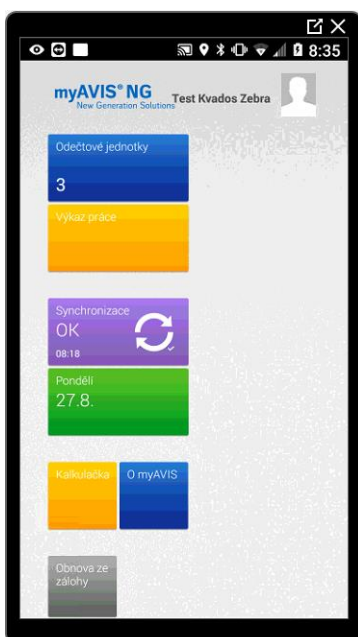 8:35
myAVIS® NG
New Generation Solutions
Test Kvados Zebra
Odečtové jednotky
3
Výkaz práce
Synchronizace
OK
08:18
Pondělí
27.8.
Kalkulačka
O myAVIS
Obnova ze
zálohy